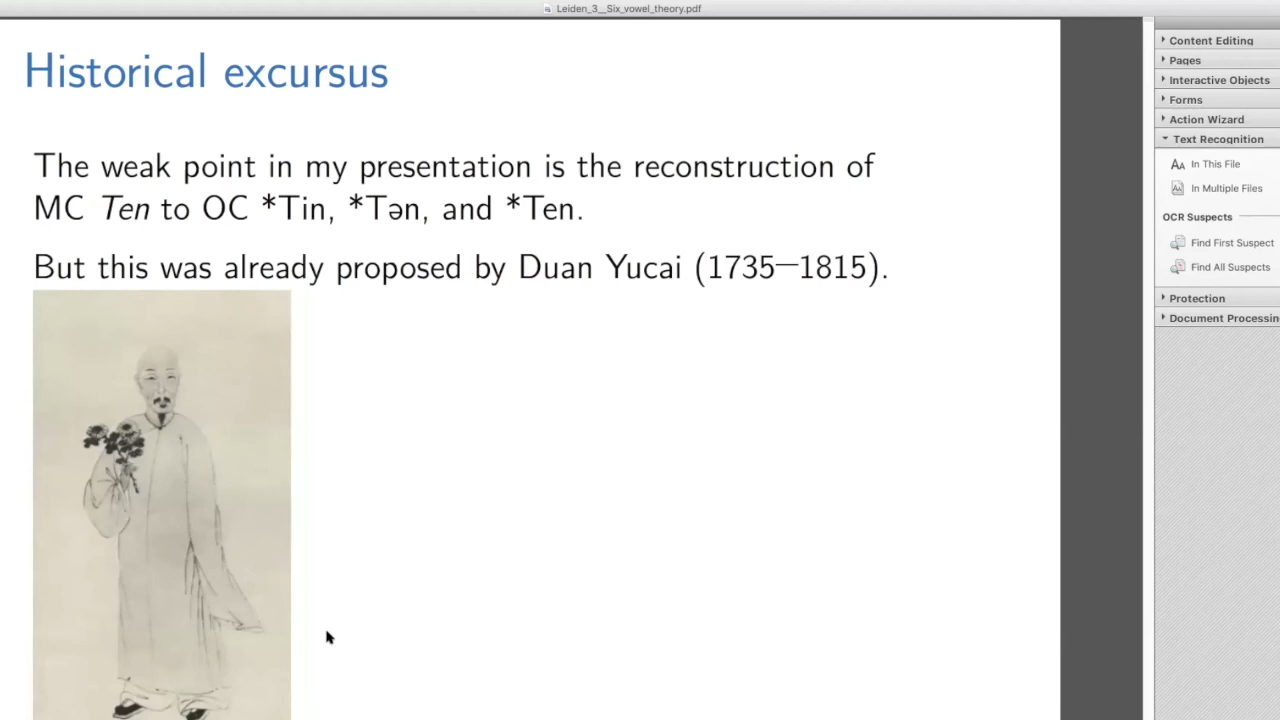 Leiden_3__Six_vowel_theory.pdf
Historical excursus
The weak point in my presentation is the reconstruction of
MC Ten to OC *Tin, *Tən, and *Ten.
But this was already proposed by Duan Yucai (1735—1815).
Content Editing
Pages
Interactive Objects
Forms
Action Wizard
Text Recognition
In This File
In Multiple Files
OCR Suspects
Find First Suspect
Find All Suspects
Protection
Document Processin